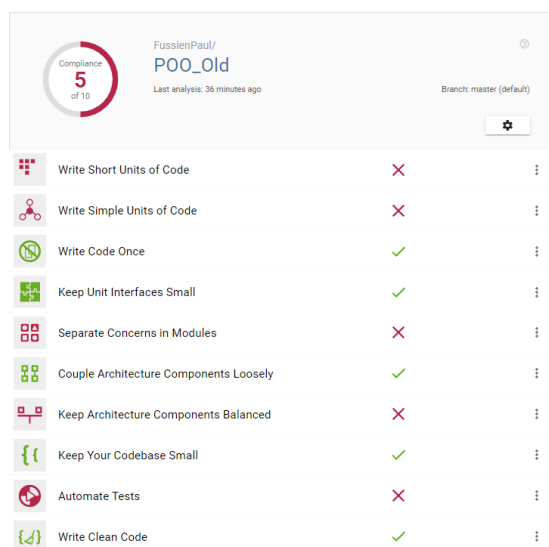 FussienPaul/
POO_Old
Compliance
5
of 10
Last analysis: 36 minutes ago
Branch: master (default)
Write Short Units of Code
Write Simple Units of Code
Write Code Once
Keep Unit Interfaces Small
Separate Concerns in Modules
Couple Architecture Components Loosely
Keep Architecture Components Balanced
Keep Your Codebase Small
Automate Tests
Write Clean Code